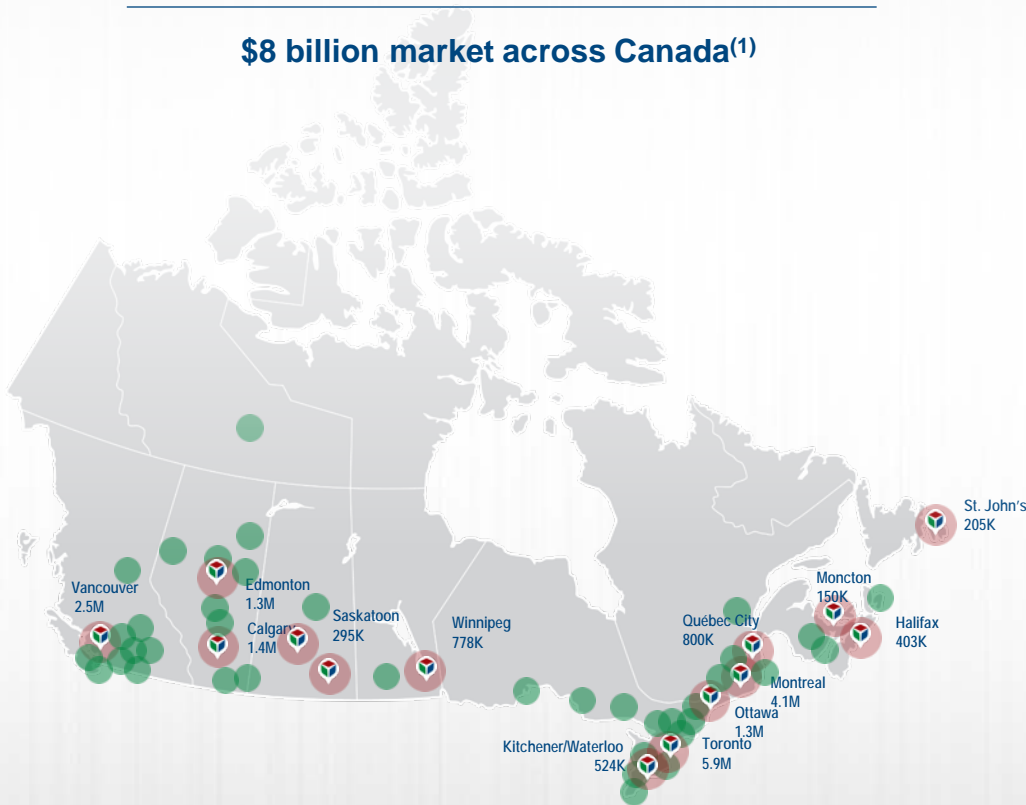 $8 billion market across Canada(1)
St. John's
205K
Moncton
150K
Halifax
403K
Vancouver
2.5M
Edmonton
1.3M
Calgary
1.4M
Saskatoon
295K
Winpeg
778K
Québec City
800K
Montreal
4.1M
Ottawa
1.3M
Kitchener/Waterloo
524K
Toronto
5.9M